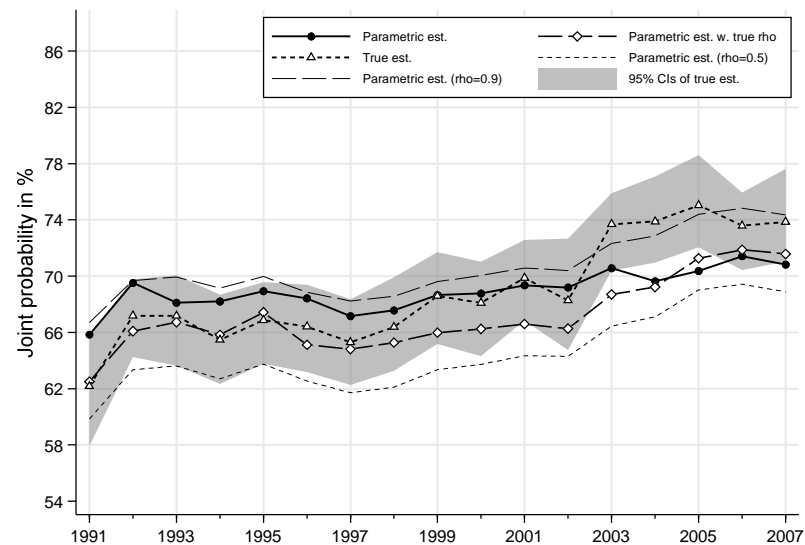 Parametric est.
Parametric est. w. true rho
True est.
Parametric est. (rho=0.5)
Parametric est. (rho=0.9)
95% CIs of true est.
Joint probability in %
86
82
78
74
70
66
62
58
54
1991 1993 1995 1997 1999 2001 2003 2005 2007